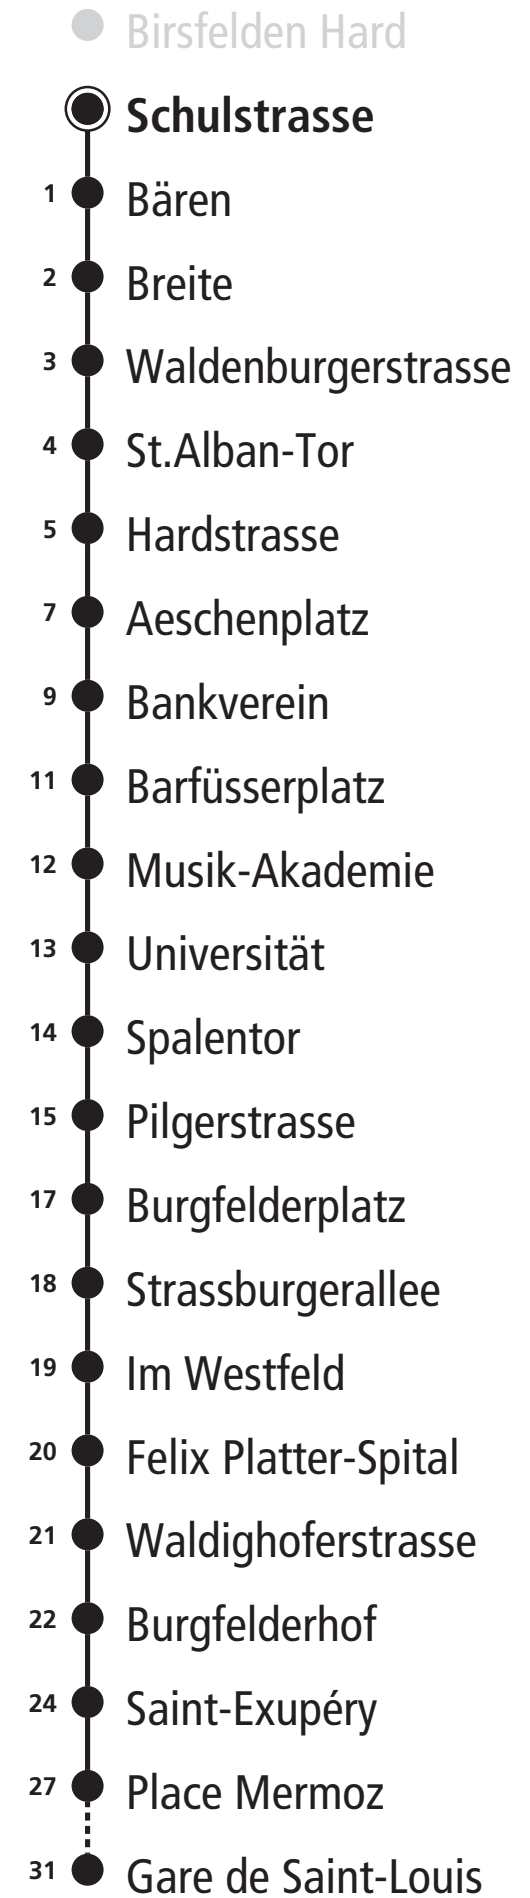 Birsfelden Hard
Schulstrasse
1 Bären
2 Breite
3 Waldenburgerstrasse
4 St.Alban-Tor
5 Hardstrasse
7 Aeschenplatz
9 Bankverein
11 Barfüsserplatz
12 Musik-Akademie
13 Universität
14 Spalentor
15 Pilgerstrasse
17 Burgfelderplatz
18 Strassburgerallee
19 Im Westfeld
20 Felix Platter-Spital
21 Waldighoferstrasse
22 Burgfelderhof
24 Saint-Exupéry
27 Place Mermoz
31 Gare de Saint-Louis